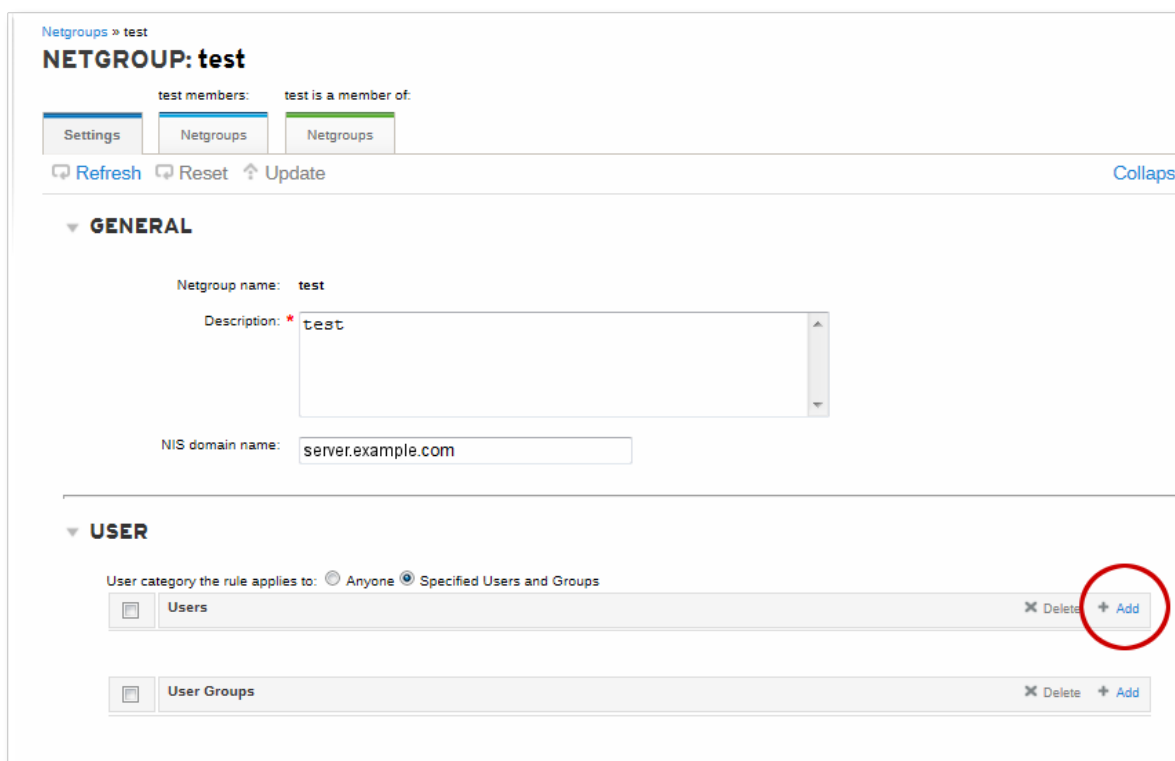 Netgroups » test
NETGROUP: test
test members: test is a member of:
Settings Netgroups Netgroups
Refresh Reset Update Collaps
GENERAL
Netgroup name: test
Description: * test
NIS domain name: server.example.com
USER
User category the rule applies to: Anyone Specified Users and Groups
Users Delete + Add
User Groups Delete + Add